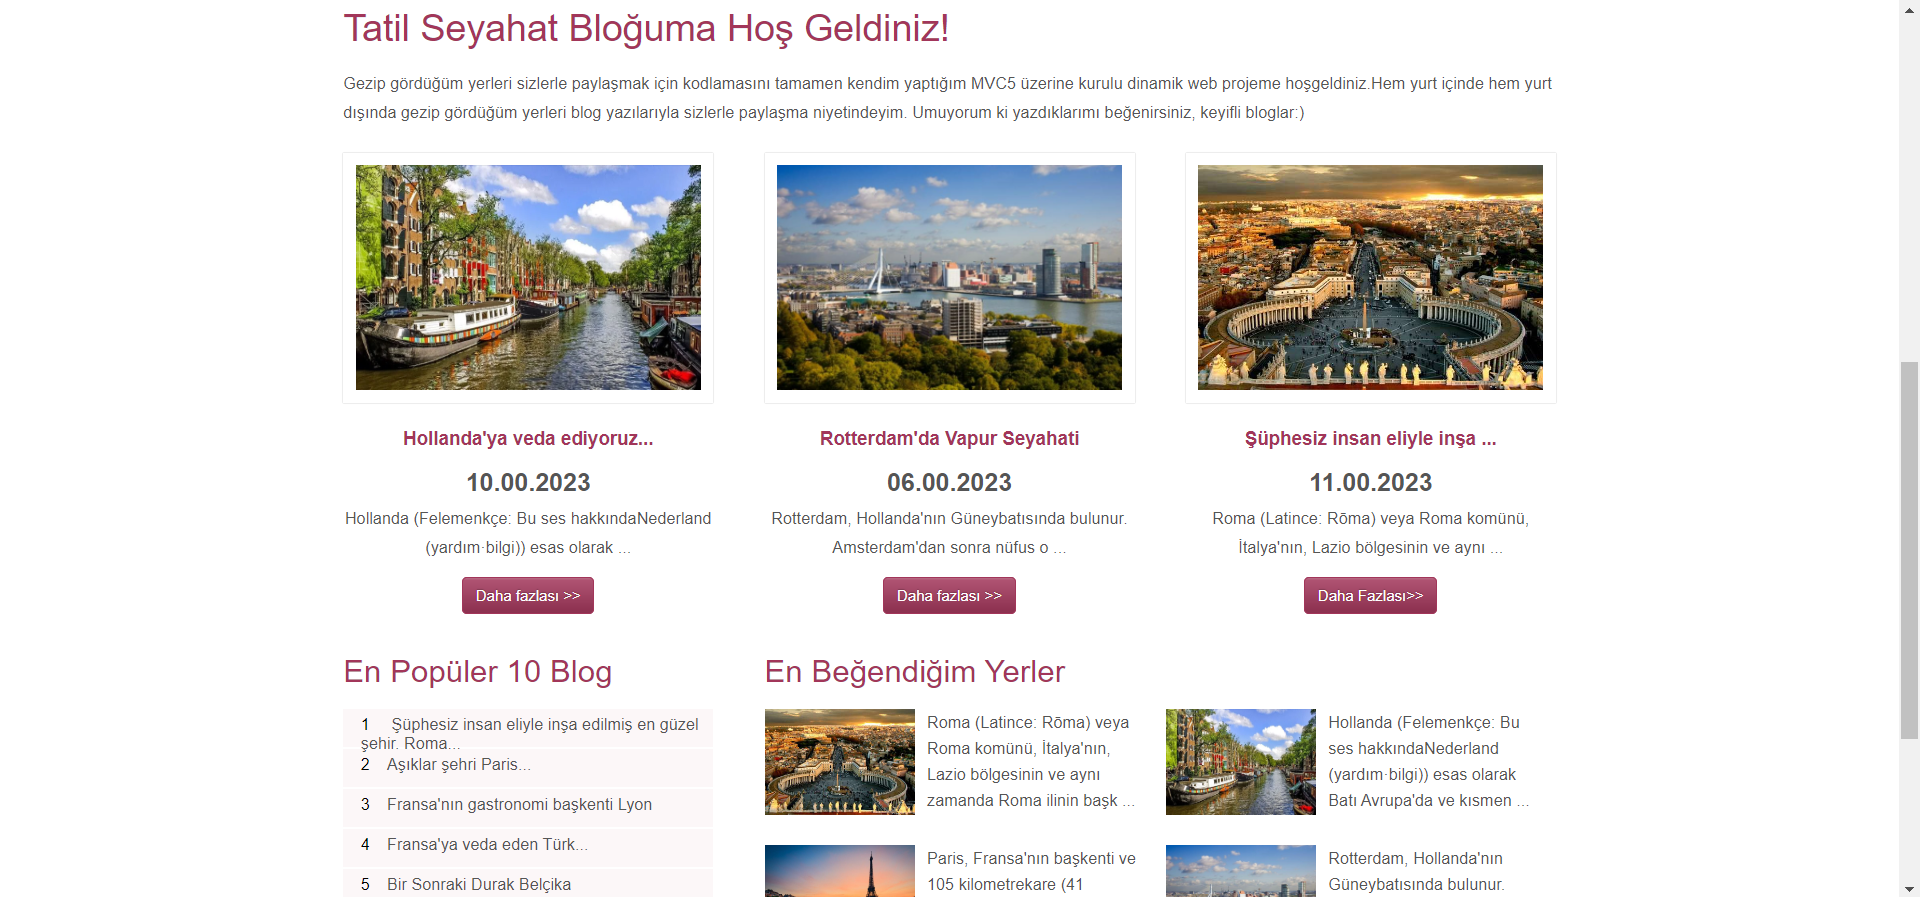 Tatil Seyahat Bloğuma Hoş Geldiniz!
Gezip gördüğüm yerleri sizlerle paylaşmak için kodlamasını tamamen kendim yaptığım MVC5 üzerine kurulu dinamik web projeme hoşgeldiniz.Hem yurt içinde hem yurt
dışında gezip gördüğüm yerleri blog yazılarıyla sizlerle paylaşma niyetindeyim. Umuyorum ki yazdıklarımı beğenirsiniz, keyifli bloglar:)
Hollanda'ya veda ediyoruz...
10.00.2023
Hollanda (Felemenkçe: Bu ses hakkındaNederland
(yardım·bilgi)) esas olarak ...
Daha fazlası >>
Rotterdam'da Vapur Seyahati
06.00.2023
Rotterdam, Hollanda'nın Güneybatısında bulunur.
Amsterdam'dan sonra nüfus o ...
Daha fazlası >>
Şüphesiz insan eliyle inşa ...
11.00.2023
Roma (Latince: Rōma) veya Roma komünü,
İtalya'nın, Lazio bölgesinin ve aynı ...
Daha Fazlası>>
En Popüler 10 Blog
1 Şüphesiz insan eliyle inşa edilmiş en güzel
şehir. Roma...
2 Aşıklar şehri Paris...
3 Fransa'nın gastronomi başkenti Lyon
4 Fransa'ya veda eden Türk...
5 Bir Sonraki Durak Belçika
En Beğendiğim Yerler
Roma (Latince: Rōma) veya
Roma komünü, İtalya'nın,
Lazio bölgesinin ve aynı
zamanda Roma ilinin başk ...
Hollanda (Felemenkçe: Bu
ses hakkındaNederland
(yardım·bilgi)) esas olarak
Batı Avrupa'da ve kısmen ...
Paris, Fransa'nın başkenti ve
105 kilometrekare (41
Rotterdam, Hollanda'nın
Güneybatısında bulunur.